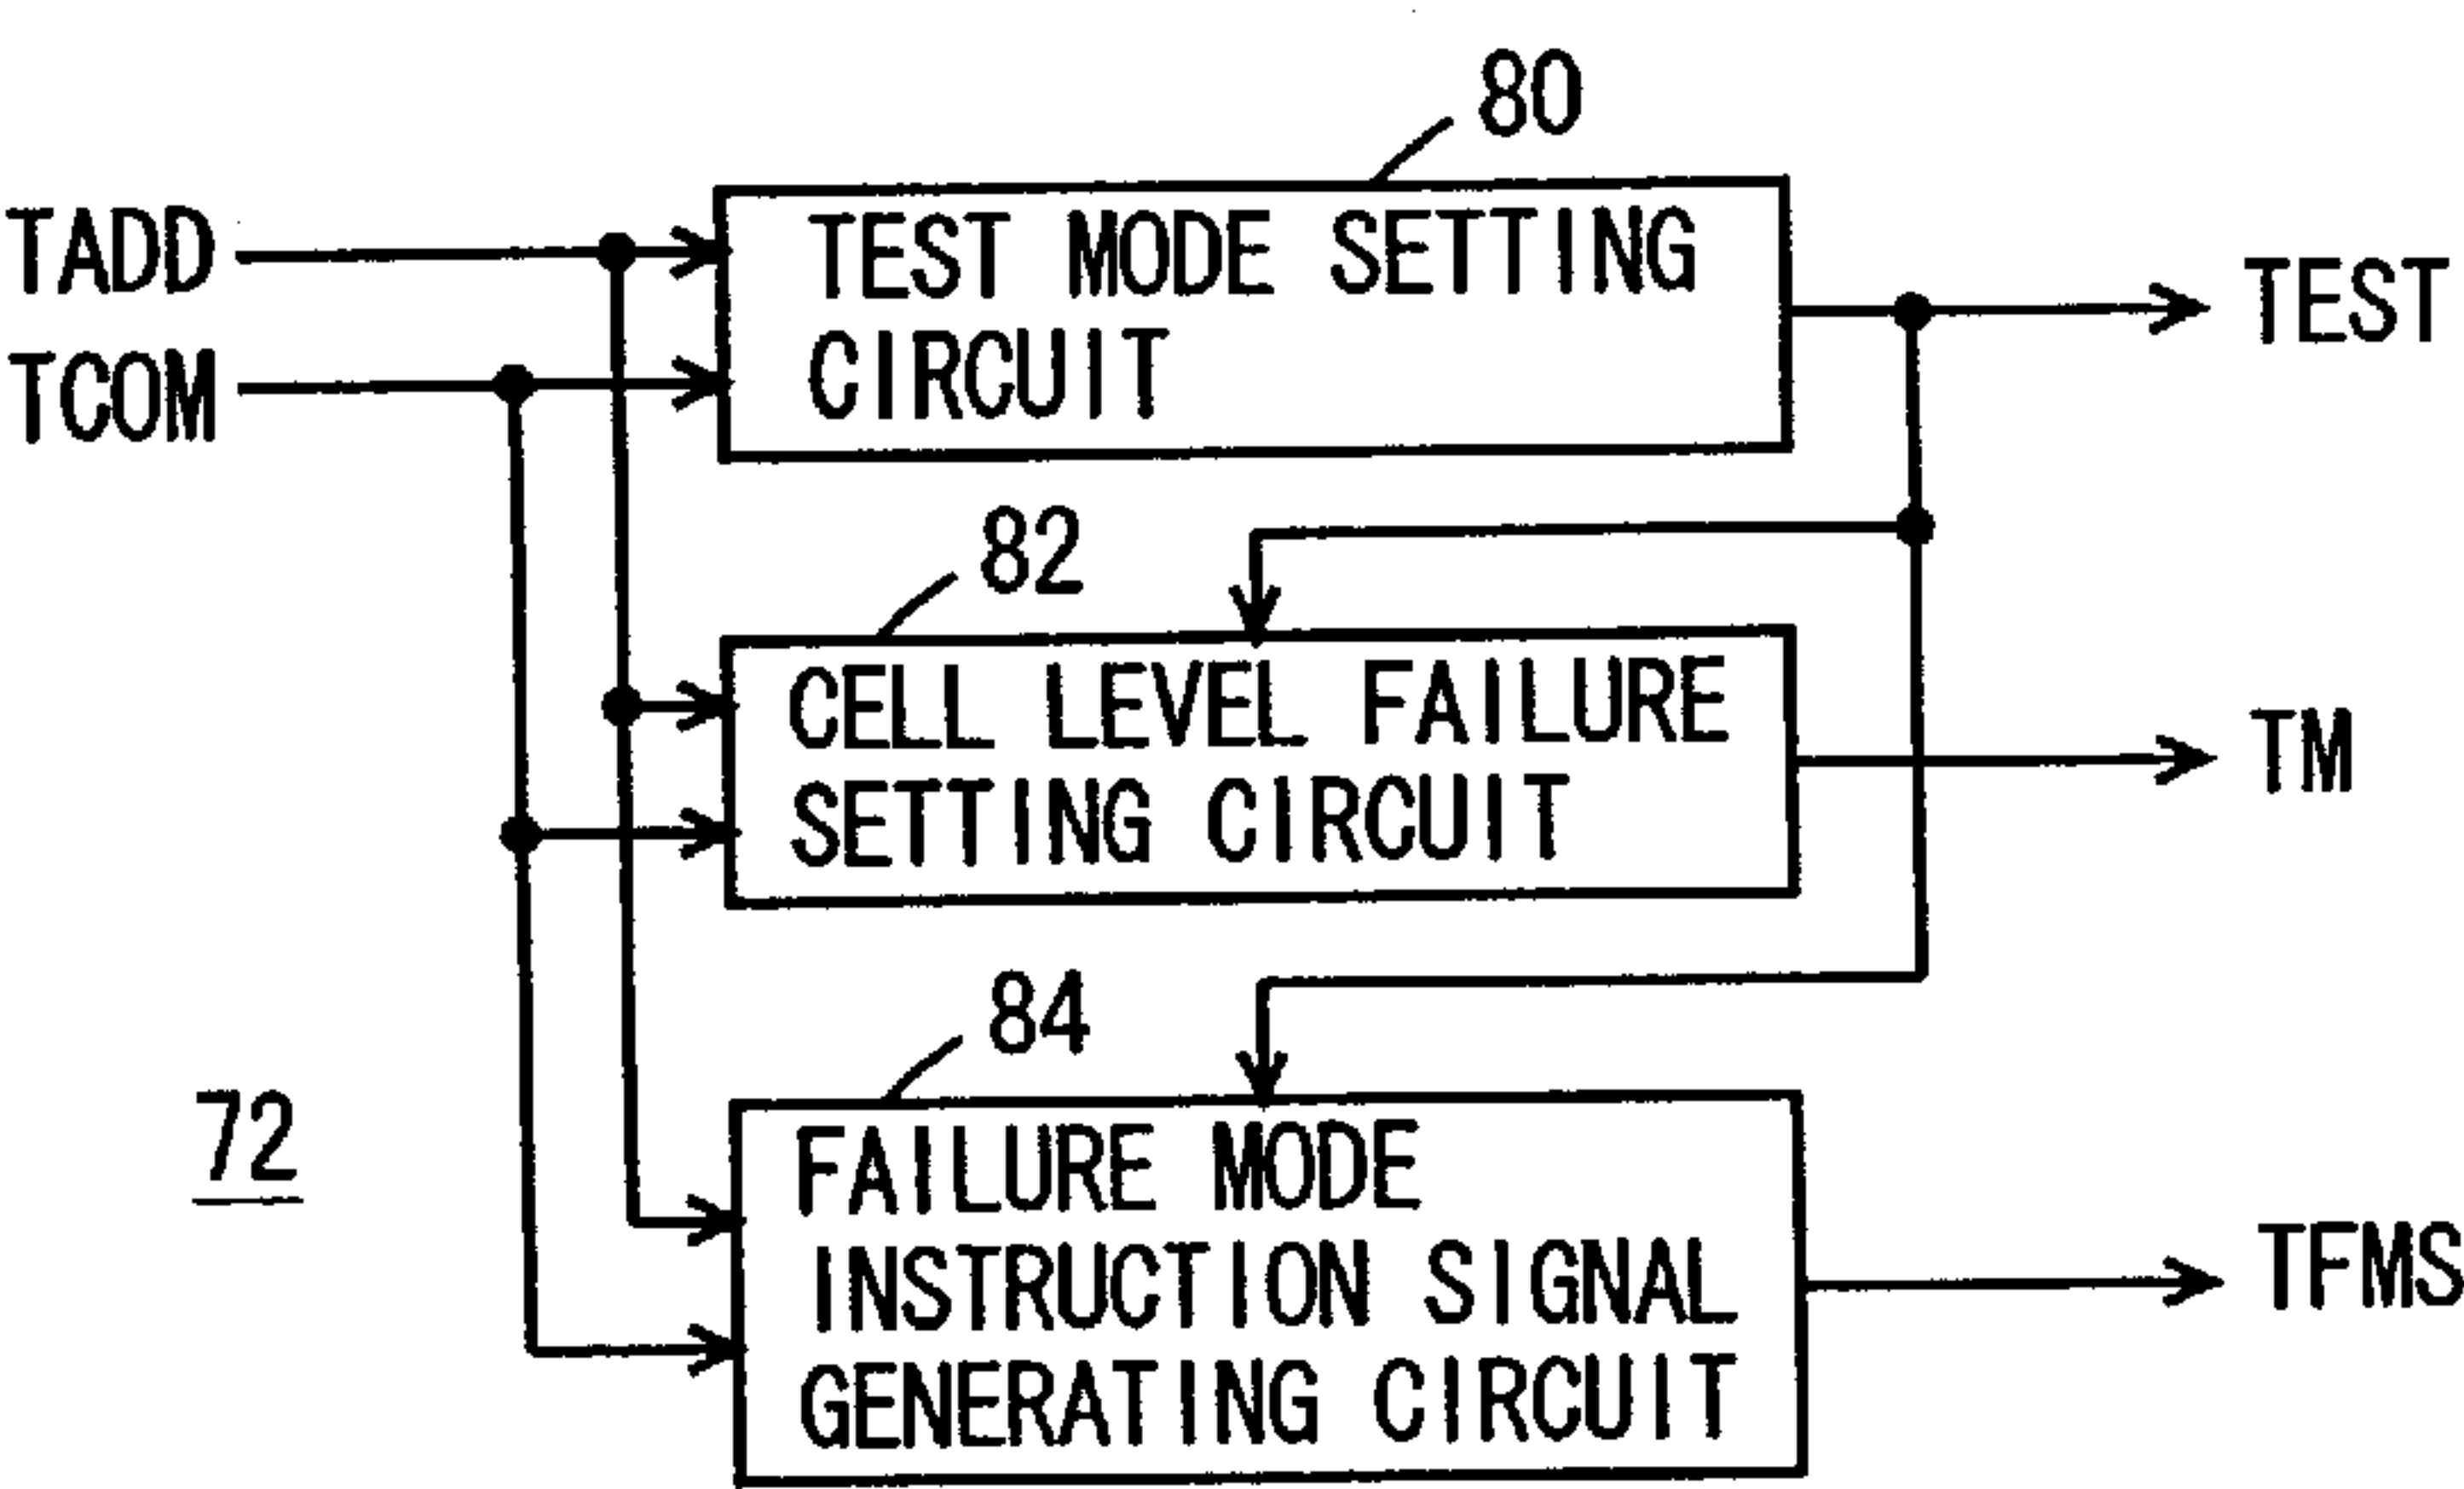 80
TADD
TEST MODE SETTING
CIRCUIT
TEST
TCOM
82
CELL LEVEL FAILURE
SETTING CIRCUIT
TM
84
72
FAILURE MODE
INSTRUCTION SIGNAL
GENERATING CIRCUIT
TFMS